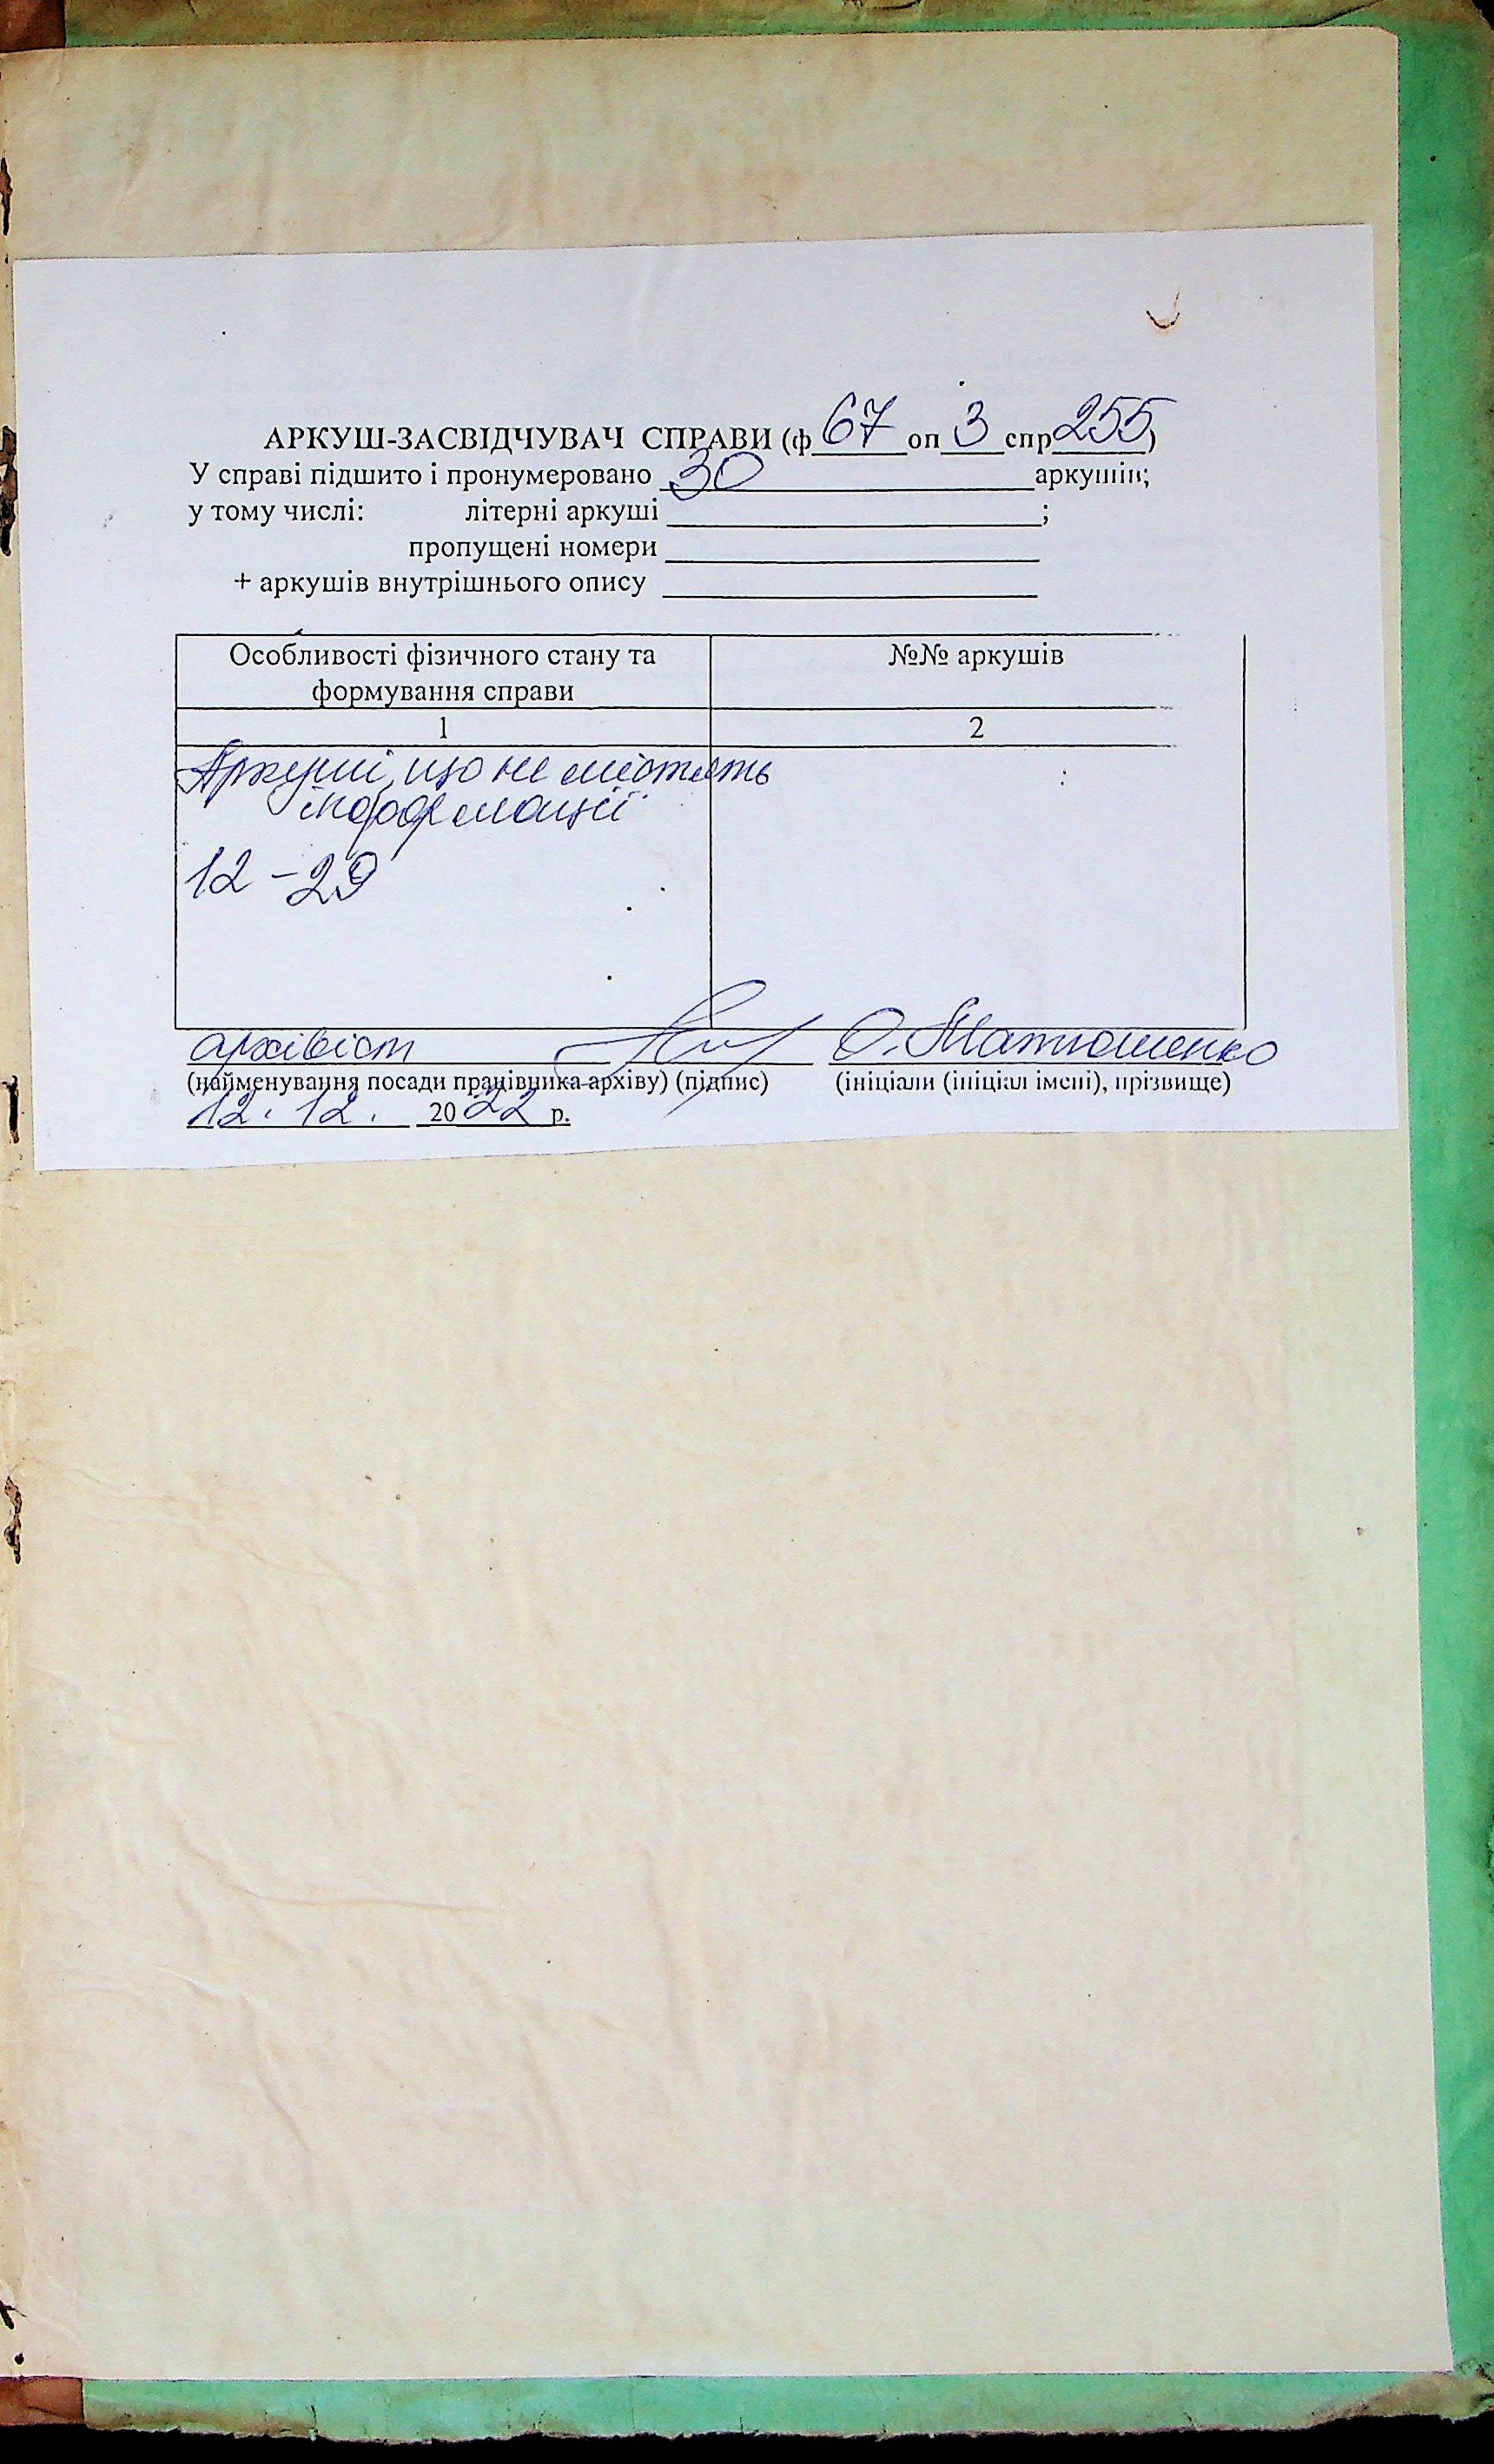 АРКУШ-ЗАСВІДЧУВАЧ СПРАВИ (ф 67 оп 3 спр 255)
У справі підшито і пронумеровано 30 аркушів;
у тому числі: літерні аркуші ;
пропущені номери
+ аркушів внутрішнього опису
Особливості фізичного стану та №№ аркушів
формування справи
1 2
Аркуші, що не містять
інформації
12-29
архівіст О. Матюшенко
(найменування посади працівника архіву) (підпис) (ініціали (ініціал імені), прізвище)
12. 12. 2022 р.